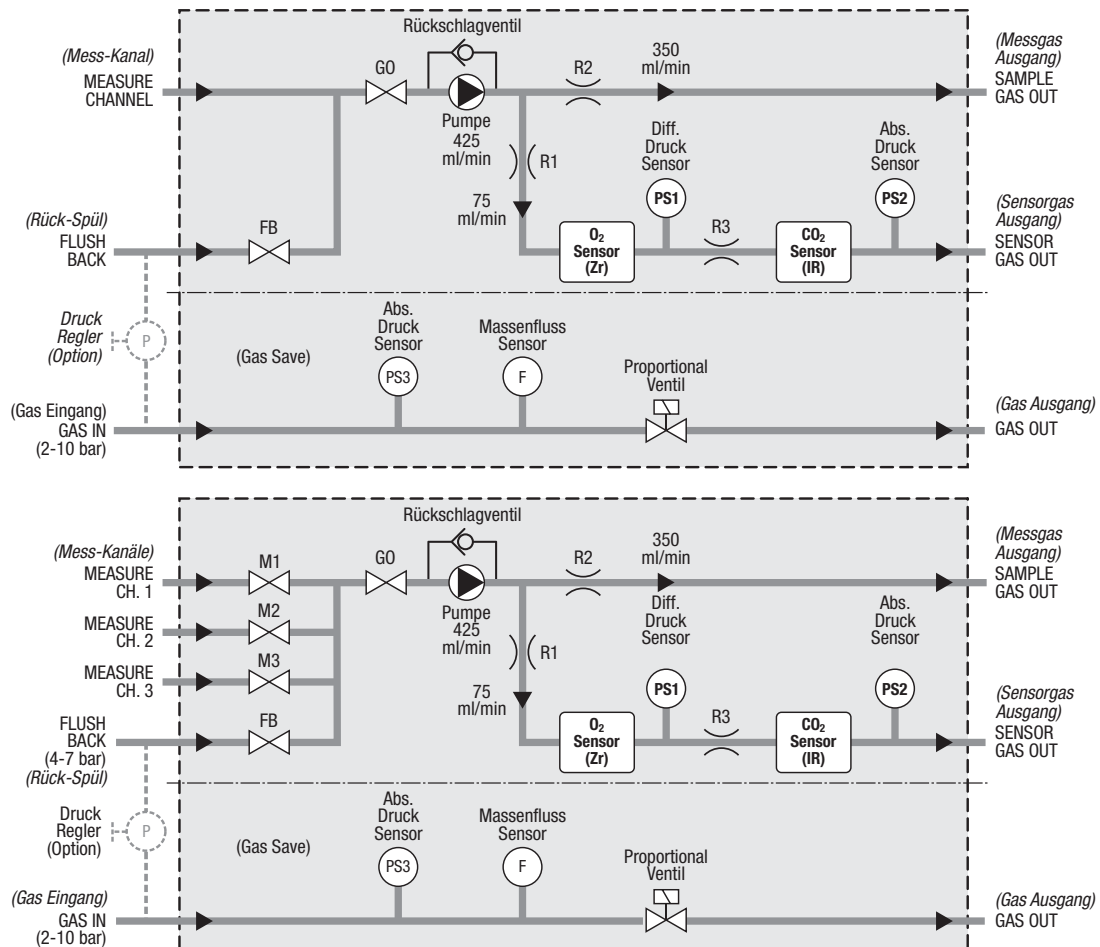 Rückschlagventil
(Mess-Kanal)
MEASURE
CHANNEL
GO
Pumpe
425
ml/min
R2
350
ml/min
(Messgas
Ausgang)
SAMPLE
GAS OUT
R1
75
ml/min
Diff.
Druck
Sensor
PS1
Abs.
Druck
Sensor
PS2
(Rück-Spül)
FLUSH
BACK
FB
O2
Sensor
(Zr)
R3
CO2
Sensor
(IR)
(Sensorgas
Ausgang)
SENSOR
GAS OUT
Druck
Regler
(Option)
P
(Gas Save)
Abs.
Druck
Sensor
PS3
Massenfluss
Sensor
F
Proportional
Ventil
(Gas Eingang)
GAS IN
(2-10 bar)
(Gas Ausgang)
GAS OUT
Rückschlagventil
(Mess-Kanäle)
MEASURE
CH. 1
M1
GO
Pumpe
425
ml/min
R2
350
ml/min
(Messgas
Ausgang)
SAMPLE
GAS OUT
MEASURE
CH. 2
M2
MEASURE
CH. 3
M3
R1
75
ml/min
Diff.
Druck
Sensor
PS1
Abs.
Druck
Sensor
PS2
FLUSH
BACK
(4-7 bar)
(Rück-Spül)
FB
O2
Sensor
(Zr)
R3
CO2
Sensor
(IR)
(Sensorgas
Ausgang)
SENSOR
GAS OUT
Druck
Regler
(Option)
P
(Gas Save)
Abs.
Druck
Sensor
PS3
Massenfluss
Sensor
F
Proportional
Ventil
(Gas Eingang)
GAS IN
(2-10 bar)
(Gas Ausgang)
GAS OUT